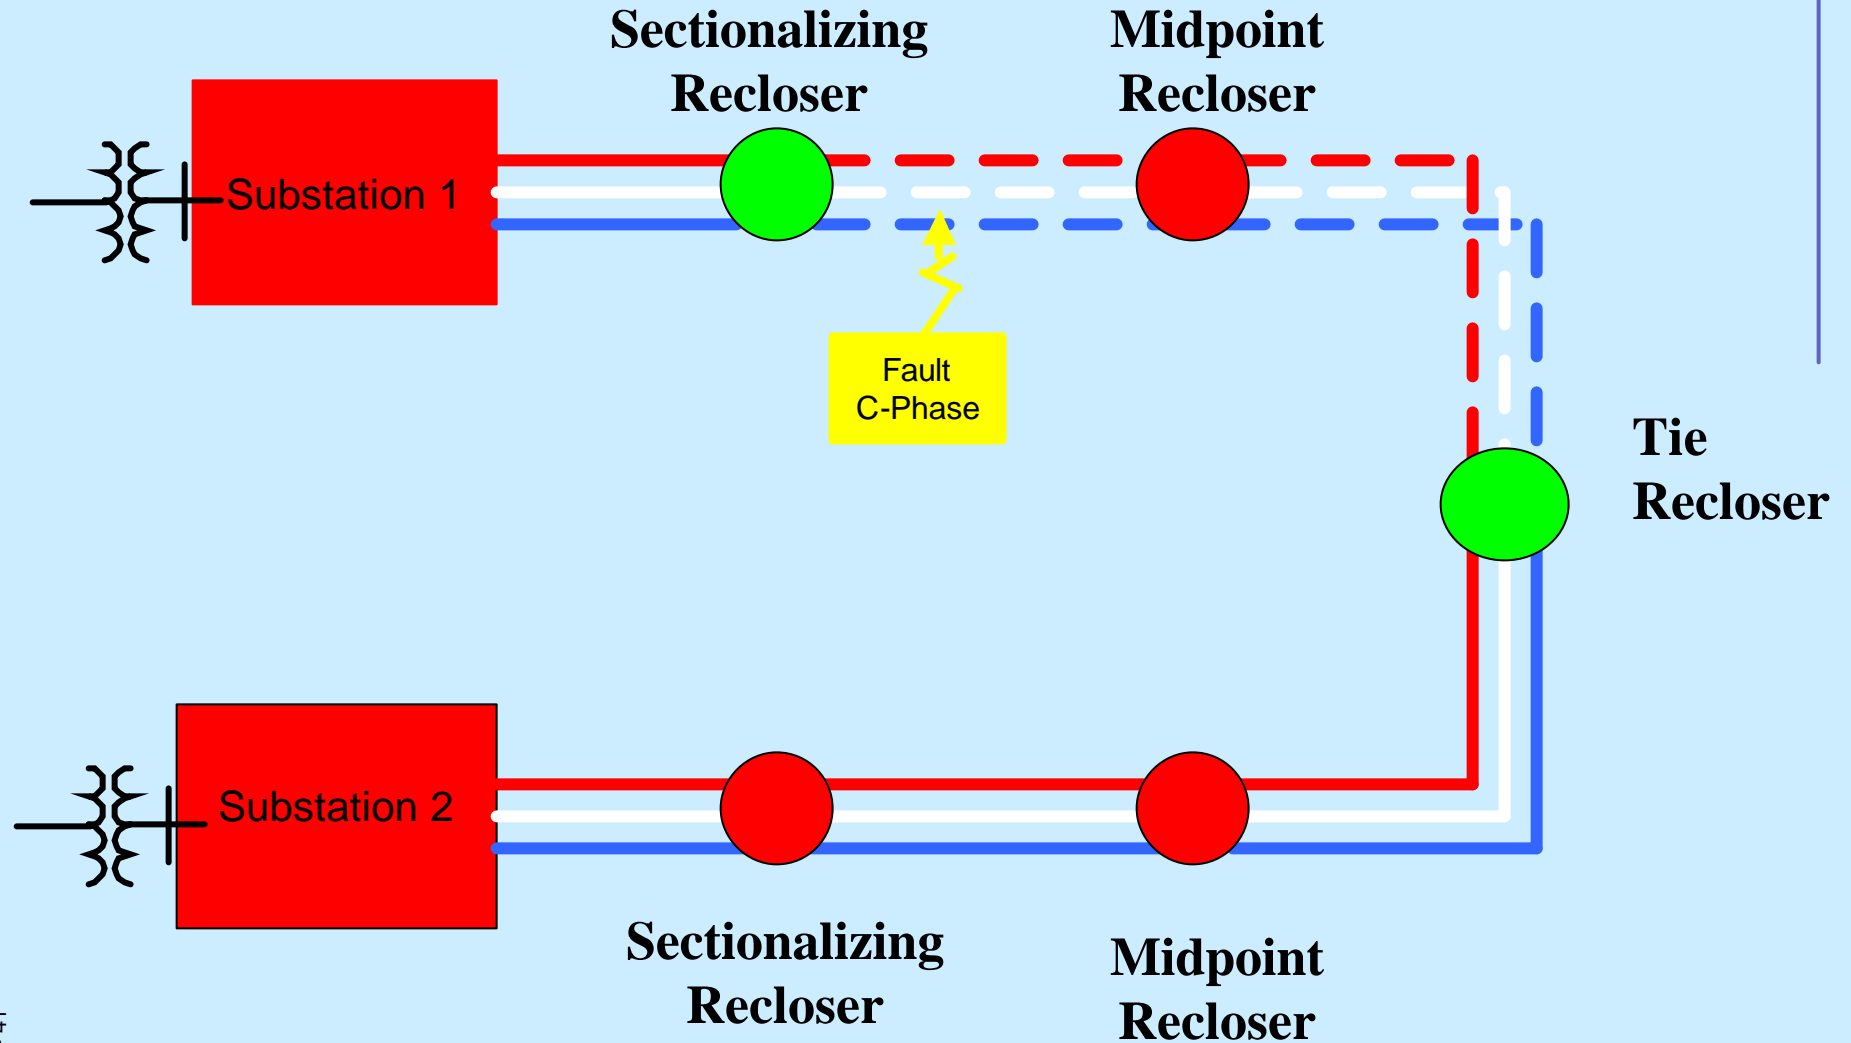 Sectionalizing
Recloser
Midpoint
Recloser
Substation 1
Fault
C-Phase
Tie
Recloser
Substation 2
Sectionalizing
Recloser
Midpoint
Recloser